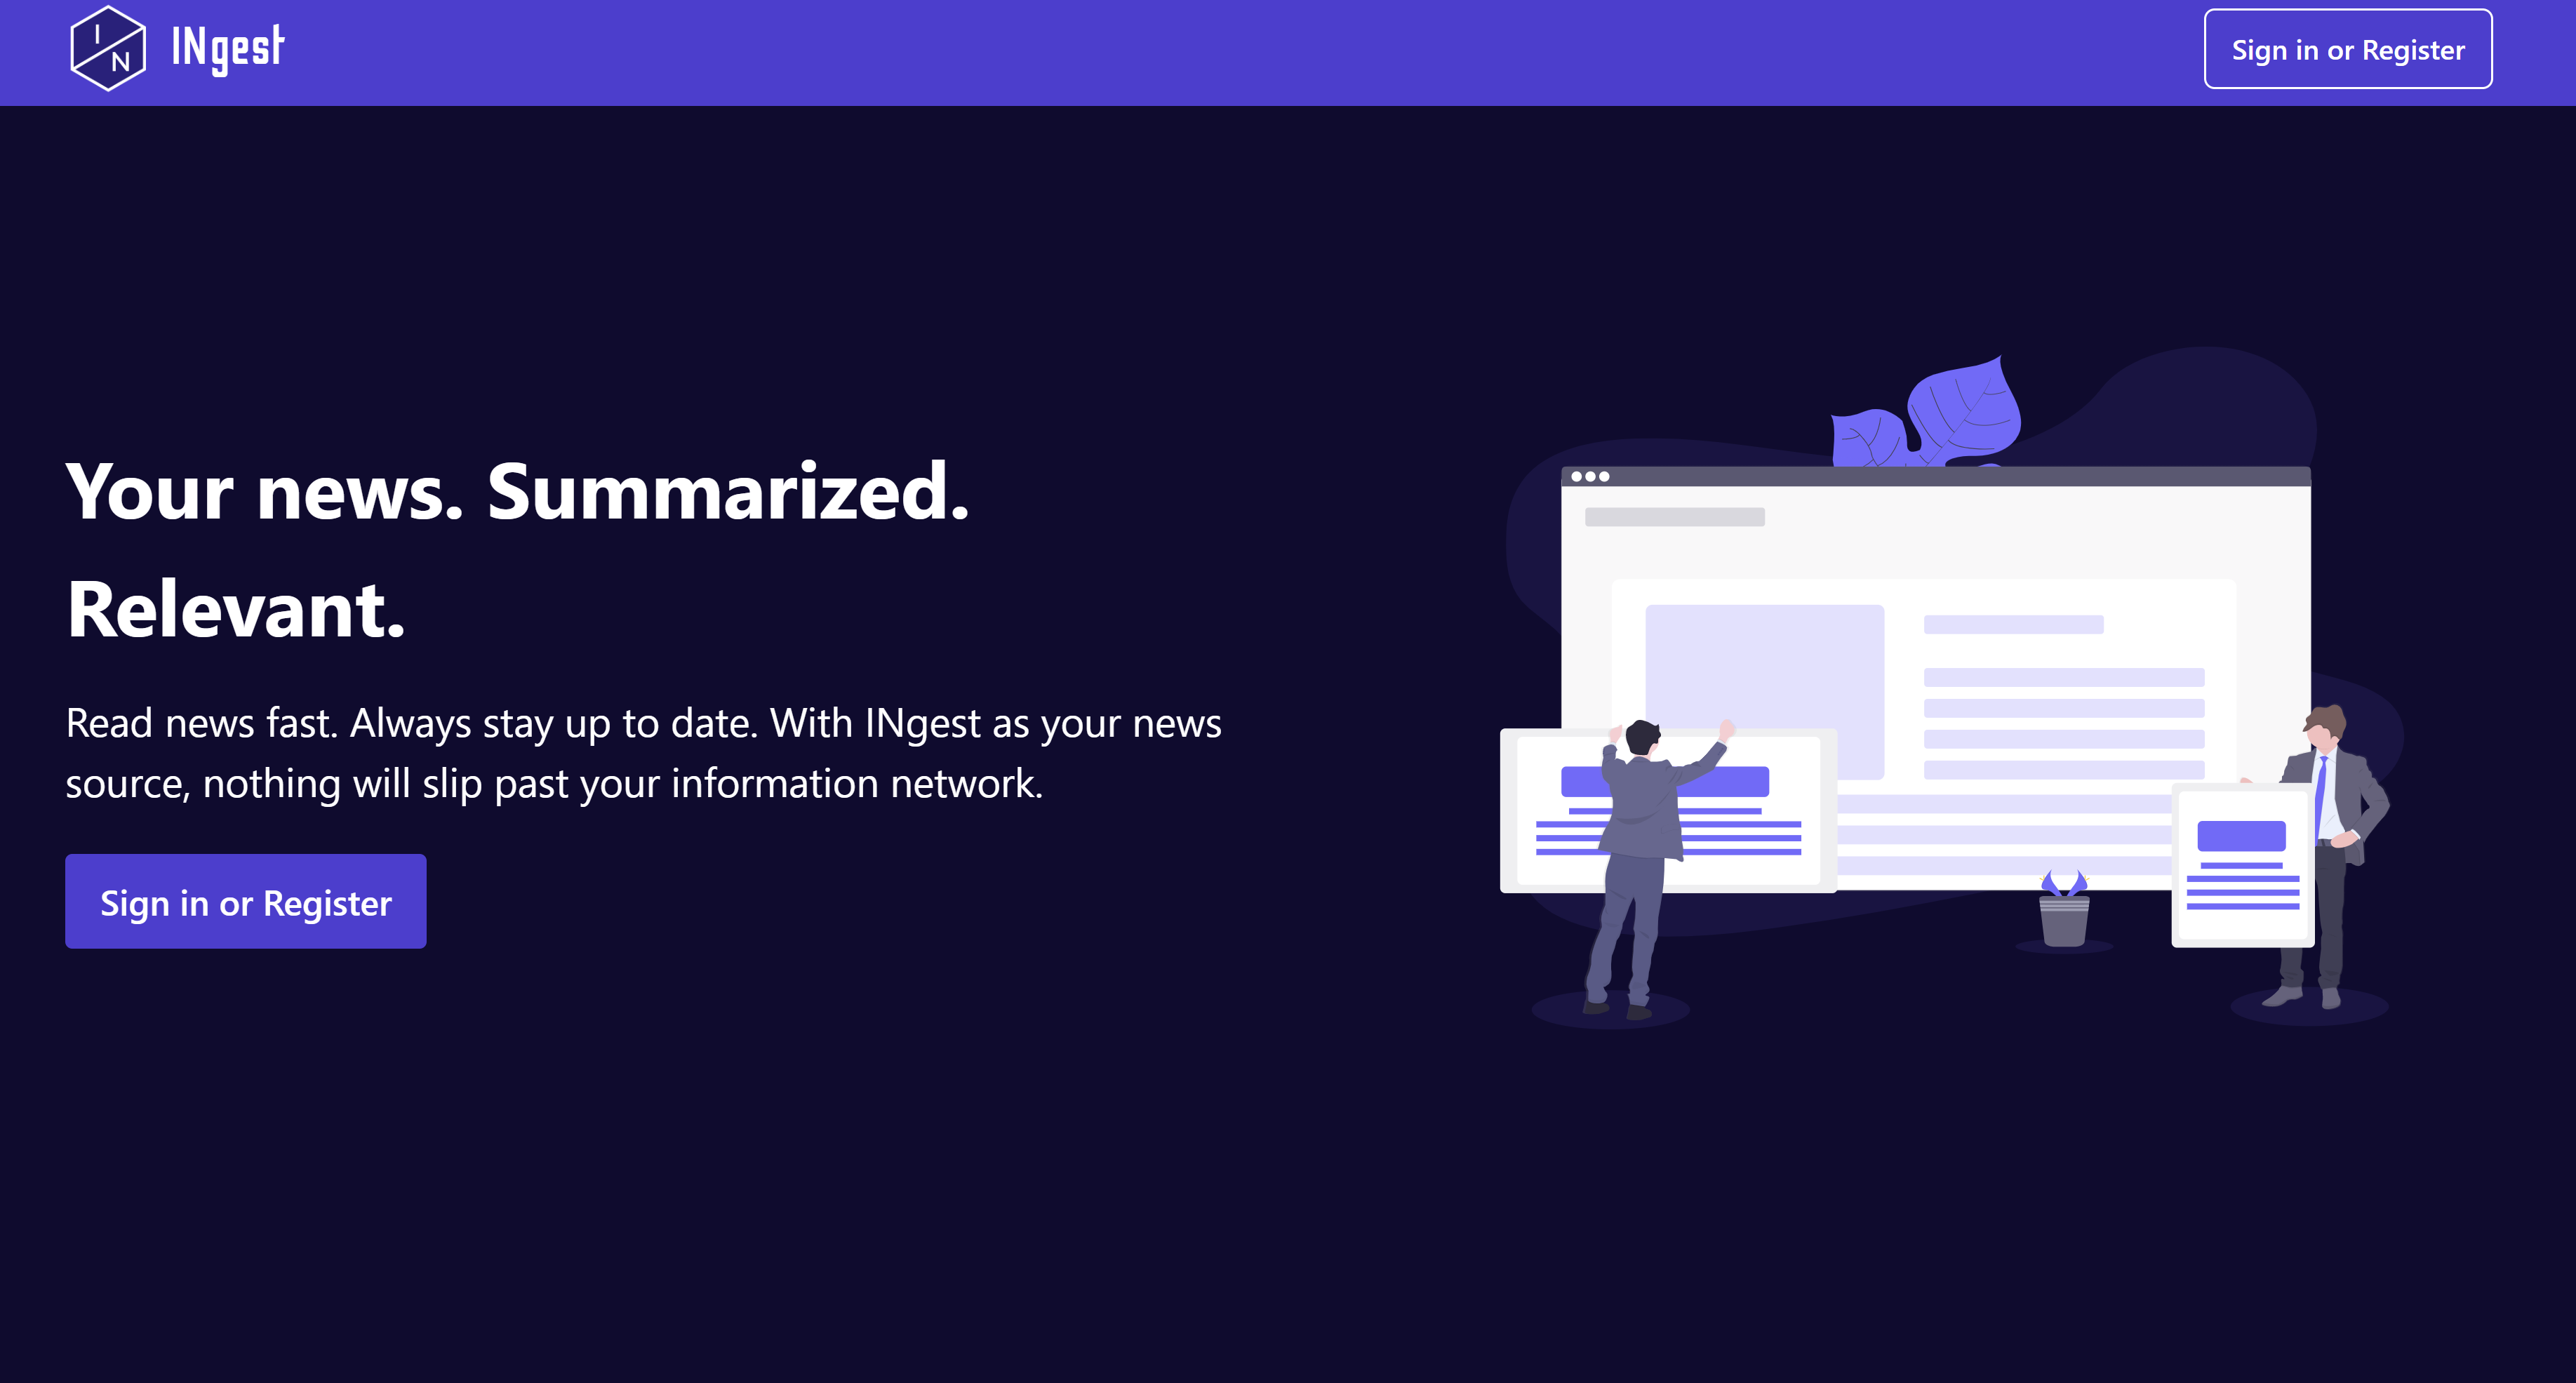 IN
INgest
Sign in or Register
Your news. Summarized.
Relevant.
Read news fast. Always stay up to date. With INgest as your news
source, nothing will slip past your information network.
Sign in or Register